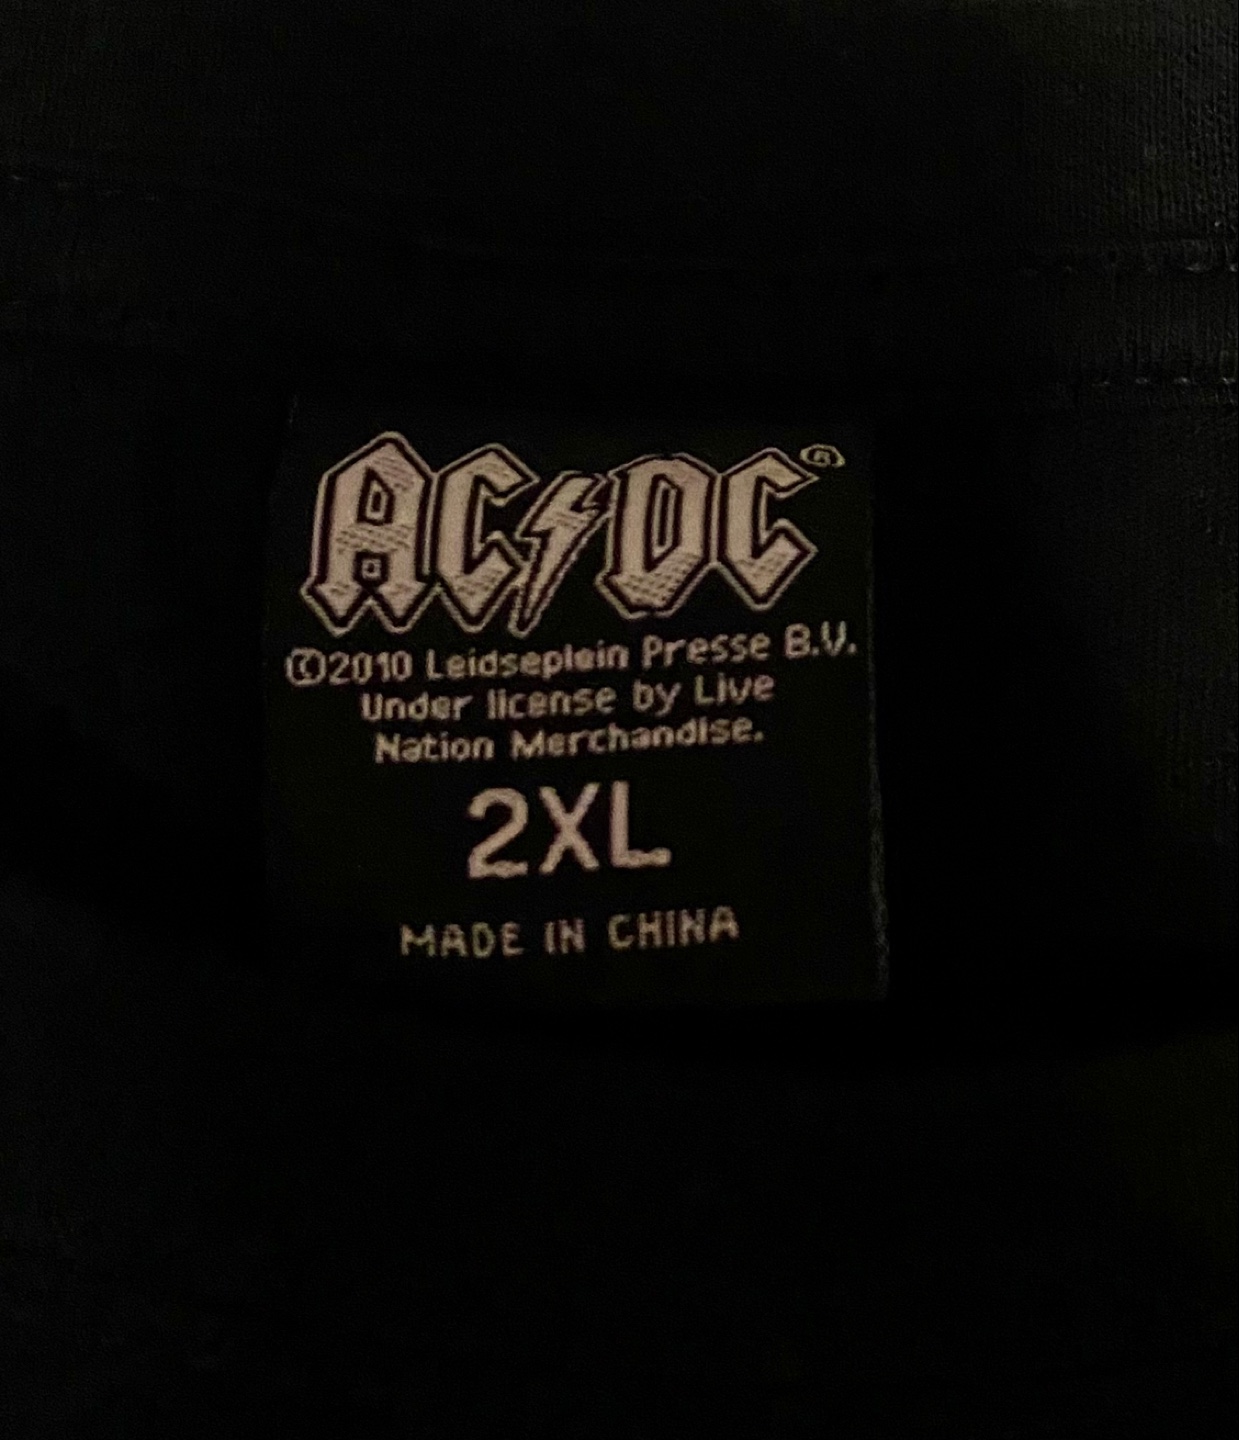 AC⚡DC®
©2010 Leidseplein Presse B.V.
Under license by Live
Nation Merchandise.
2XL
MADE IN CHINA